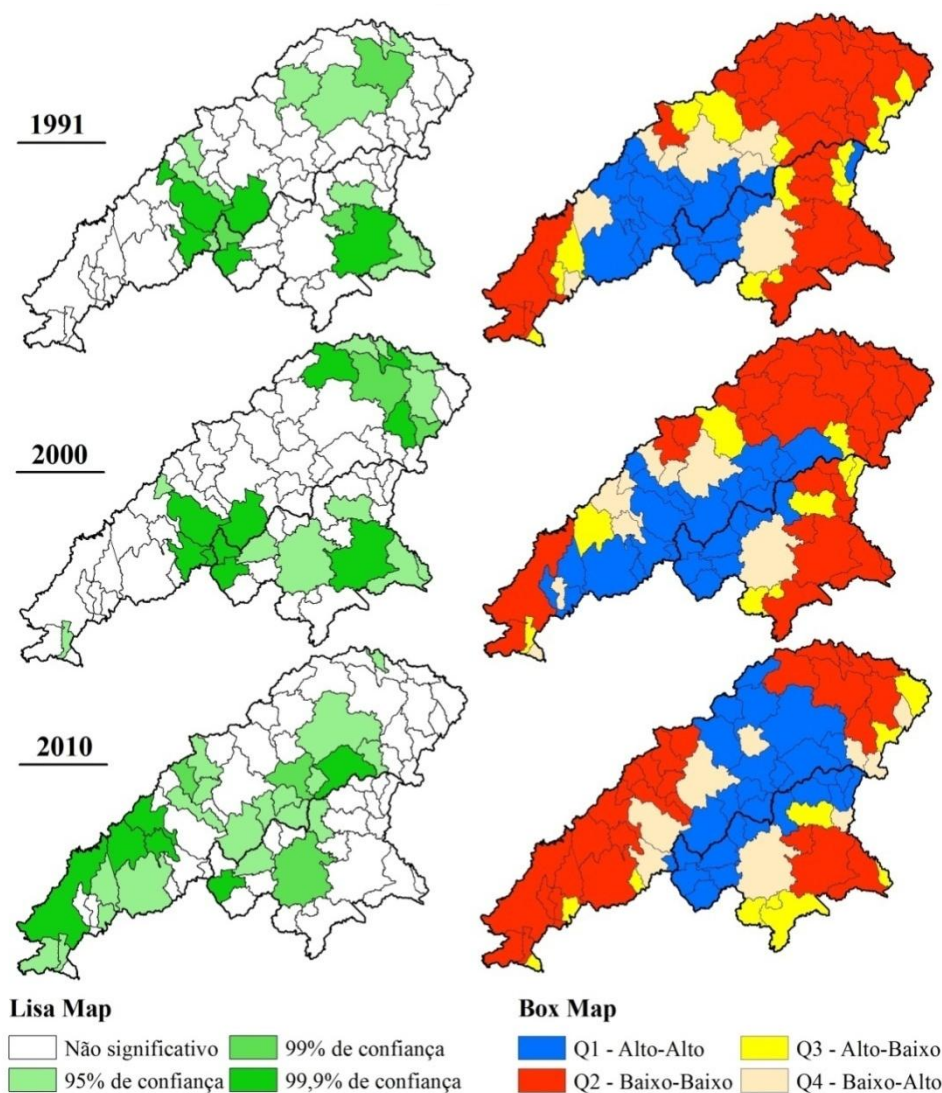 1991
2000
2010
Lisa Map
Não significativo
99% de confiança
95% de confiança
99,9% de confiança
Box Map
Q1 - Alto-Alto
Q3 - Alto-Baixo
Q2 - Baixo-Baixo
Q4 - Baixo-Alto